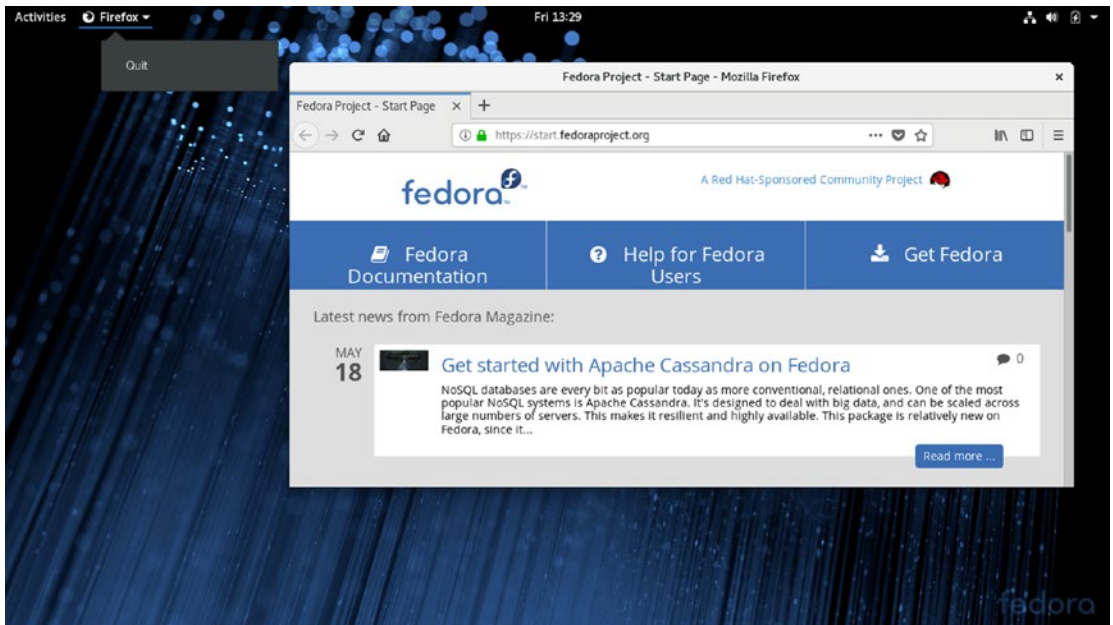 Activities Firefox Fri 13:29
Quit
Fedora Project - Start Page - Mozilla Firefox
Fedora Project - Start Page
https://start.fedoraproject.org
fedora
A Red Hat-Sponsored Community Project
Fedora
Documentation
Help for Fedora
Users
Get Fedora
Latest news from Fedora Magazine:
MAY
18
Get started with Apache Cassandra on Fedora
0
NoSQL databases are every bit as popular today as more conventional, relational ones. One of the most
popular NoSQL systems is Apache Cassandra. It's designed to deal with big data, and can be scaled across
large numbers of servers. This makes it resilient and highly available. This package is relatively new on
Fedora, since it...
Read more ...
fedora